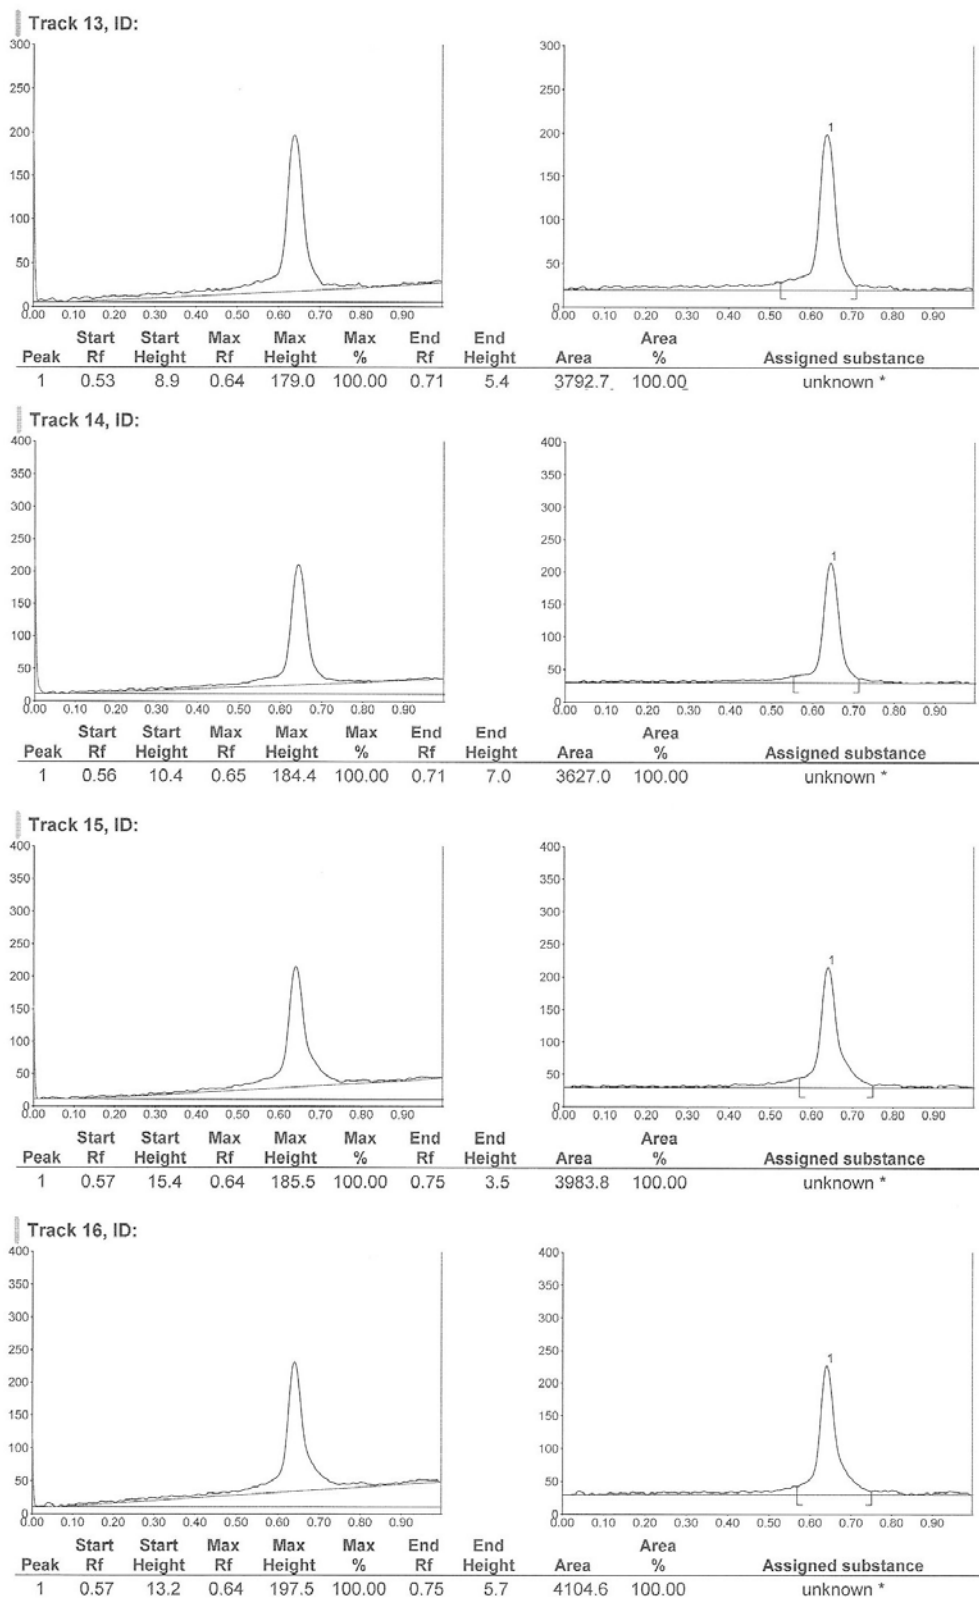 Track 13, ID:
300 300
250 250
200 200
1
150 150
100 100
50 50
0 0
0.00 0.10 0.20 0.30 0.40 0.50 0.60 0.70 0.80 0.90 0.00 0.10 0.20 0.30 0.40 0.50 0.60 0.70 0.80 0.90
Start Start Max Max Max End End Area
Peak Rf Height Rf Height % Rf Height Area % Assigned substance
1 0.53 8.9 0.64 179.0 100.00 0.71 5.4 3792.7 100.00 unknown *
Track 14, ID:
400 400
350 350
300 300
250 250
1
200 200
150 150
100 100
50 50
0 0
0.00 0.10 0.20 0.30 0.40 0.50 0.60 0.70 0.80 0.90 0.00 0.10 0.20 0.30 0.40 0.50 0.60 0.70 0.80 0.90
Start Start Max Max Max End End Area
Peak Rf Height Rf Height % Rf Height Area % Assigned substance
1 0.56 10.4 0.65 184.4 100.00 0.71 7.0 3627.0 100.00 unknown *
Track 15, ID:
400 400
350 350
300 300
250 250
1
200 200
150 150
100 100
50 50
0 0
0.00 0.10 0.20 0.30 0.40 0.50 0.60 0.70 0.80 0.90 0.00 0.10 0.20 0.30 0.40 0.50 0.60 0.70 0.80 0.90
Start Start Max Max Max End End Area
Peak Rf Height Rf Height % Rf Height Area % Assigned substance
1 0.57 15.4 0.64 185.5 100.00 0.75 3.5 3983.8 100.00 unknown *
Track 16, ID:
400 400
350 350
300 300
250 250
1
200 200
150 150
100 100
50 50
0 0
0.00 0.10 0.20 0.30 0.40 0.50 0.60 0.70 0.80 0.90 0.00 0.10 0.20 0.30 0.40 0.50 0.60 0.70 0.80 0.90
Start Start Max Max Max End End Area
Peak Rf Height Rf Height % Rf Height Area % Assigned substance
1 0.57 13.2 0.64 197.5 100.00 0.75 5.7 4104.6 100.00 unknown *